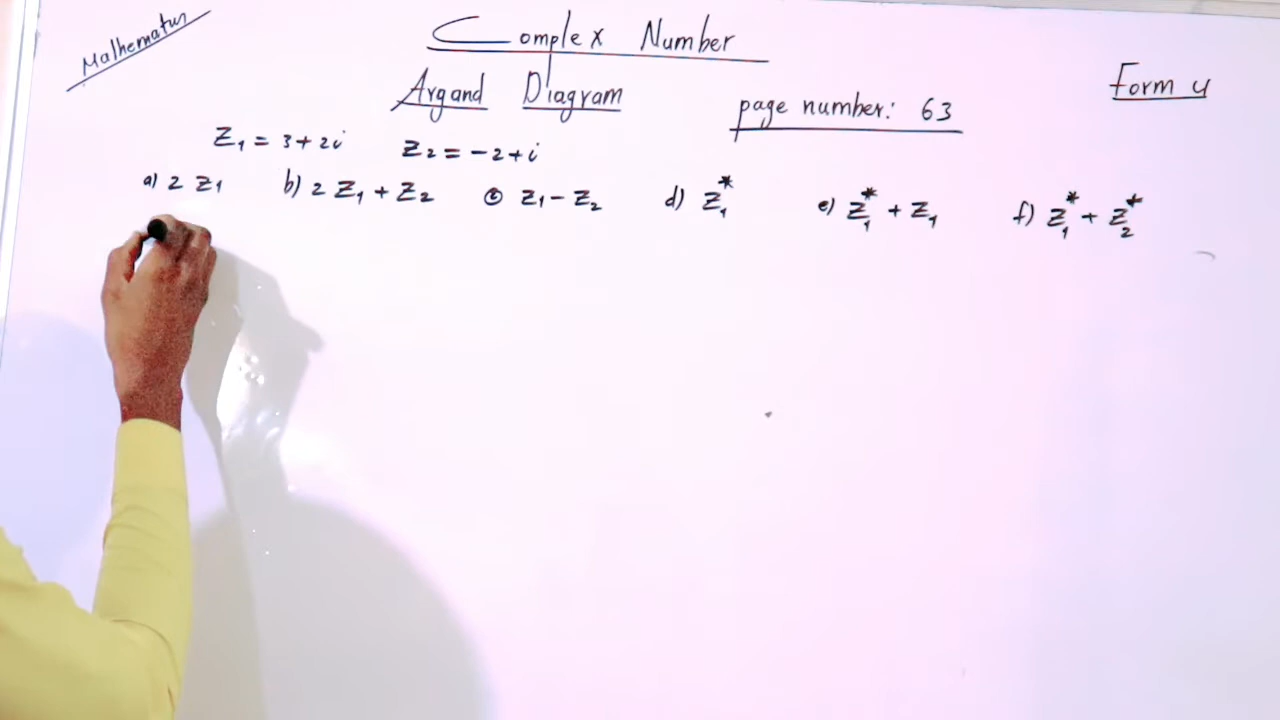 Mathematics
Complex Number
Form 4
Argand Diagram
page number: 63
Z₁ = 3+2i Z₂ = -2+i
a) 2 Z₁ b) 2 Z₁ + Z₂ © Z₁ - Z₂ d) Z₁* e) Z₁* + Z₁ f) Z₁* + Z₂*